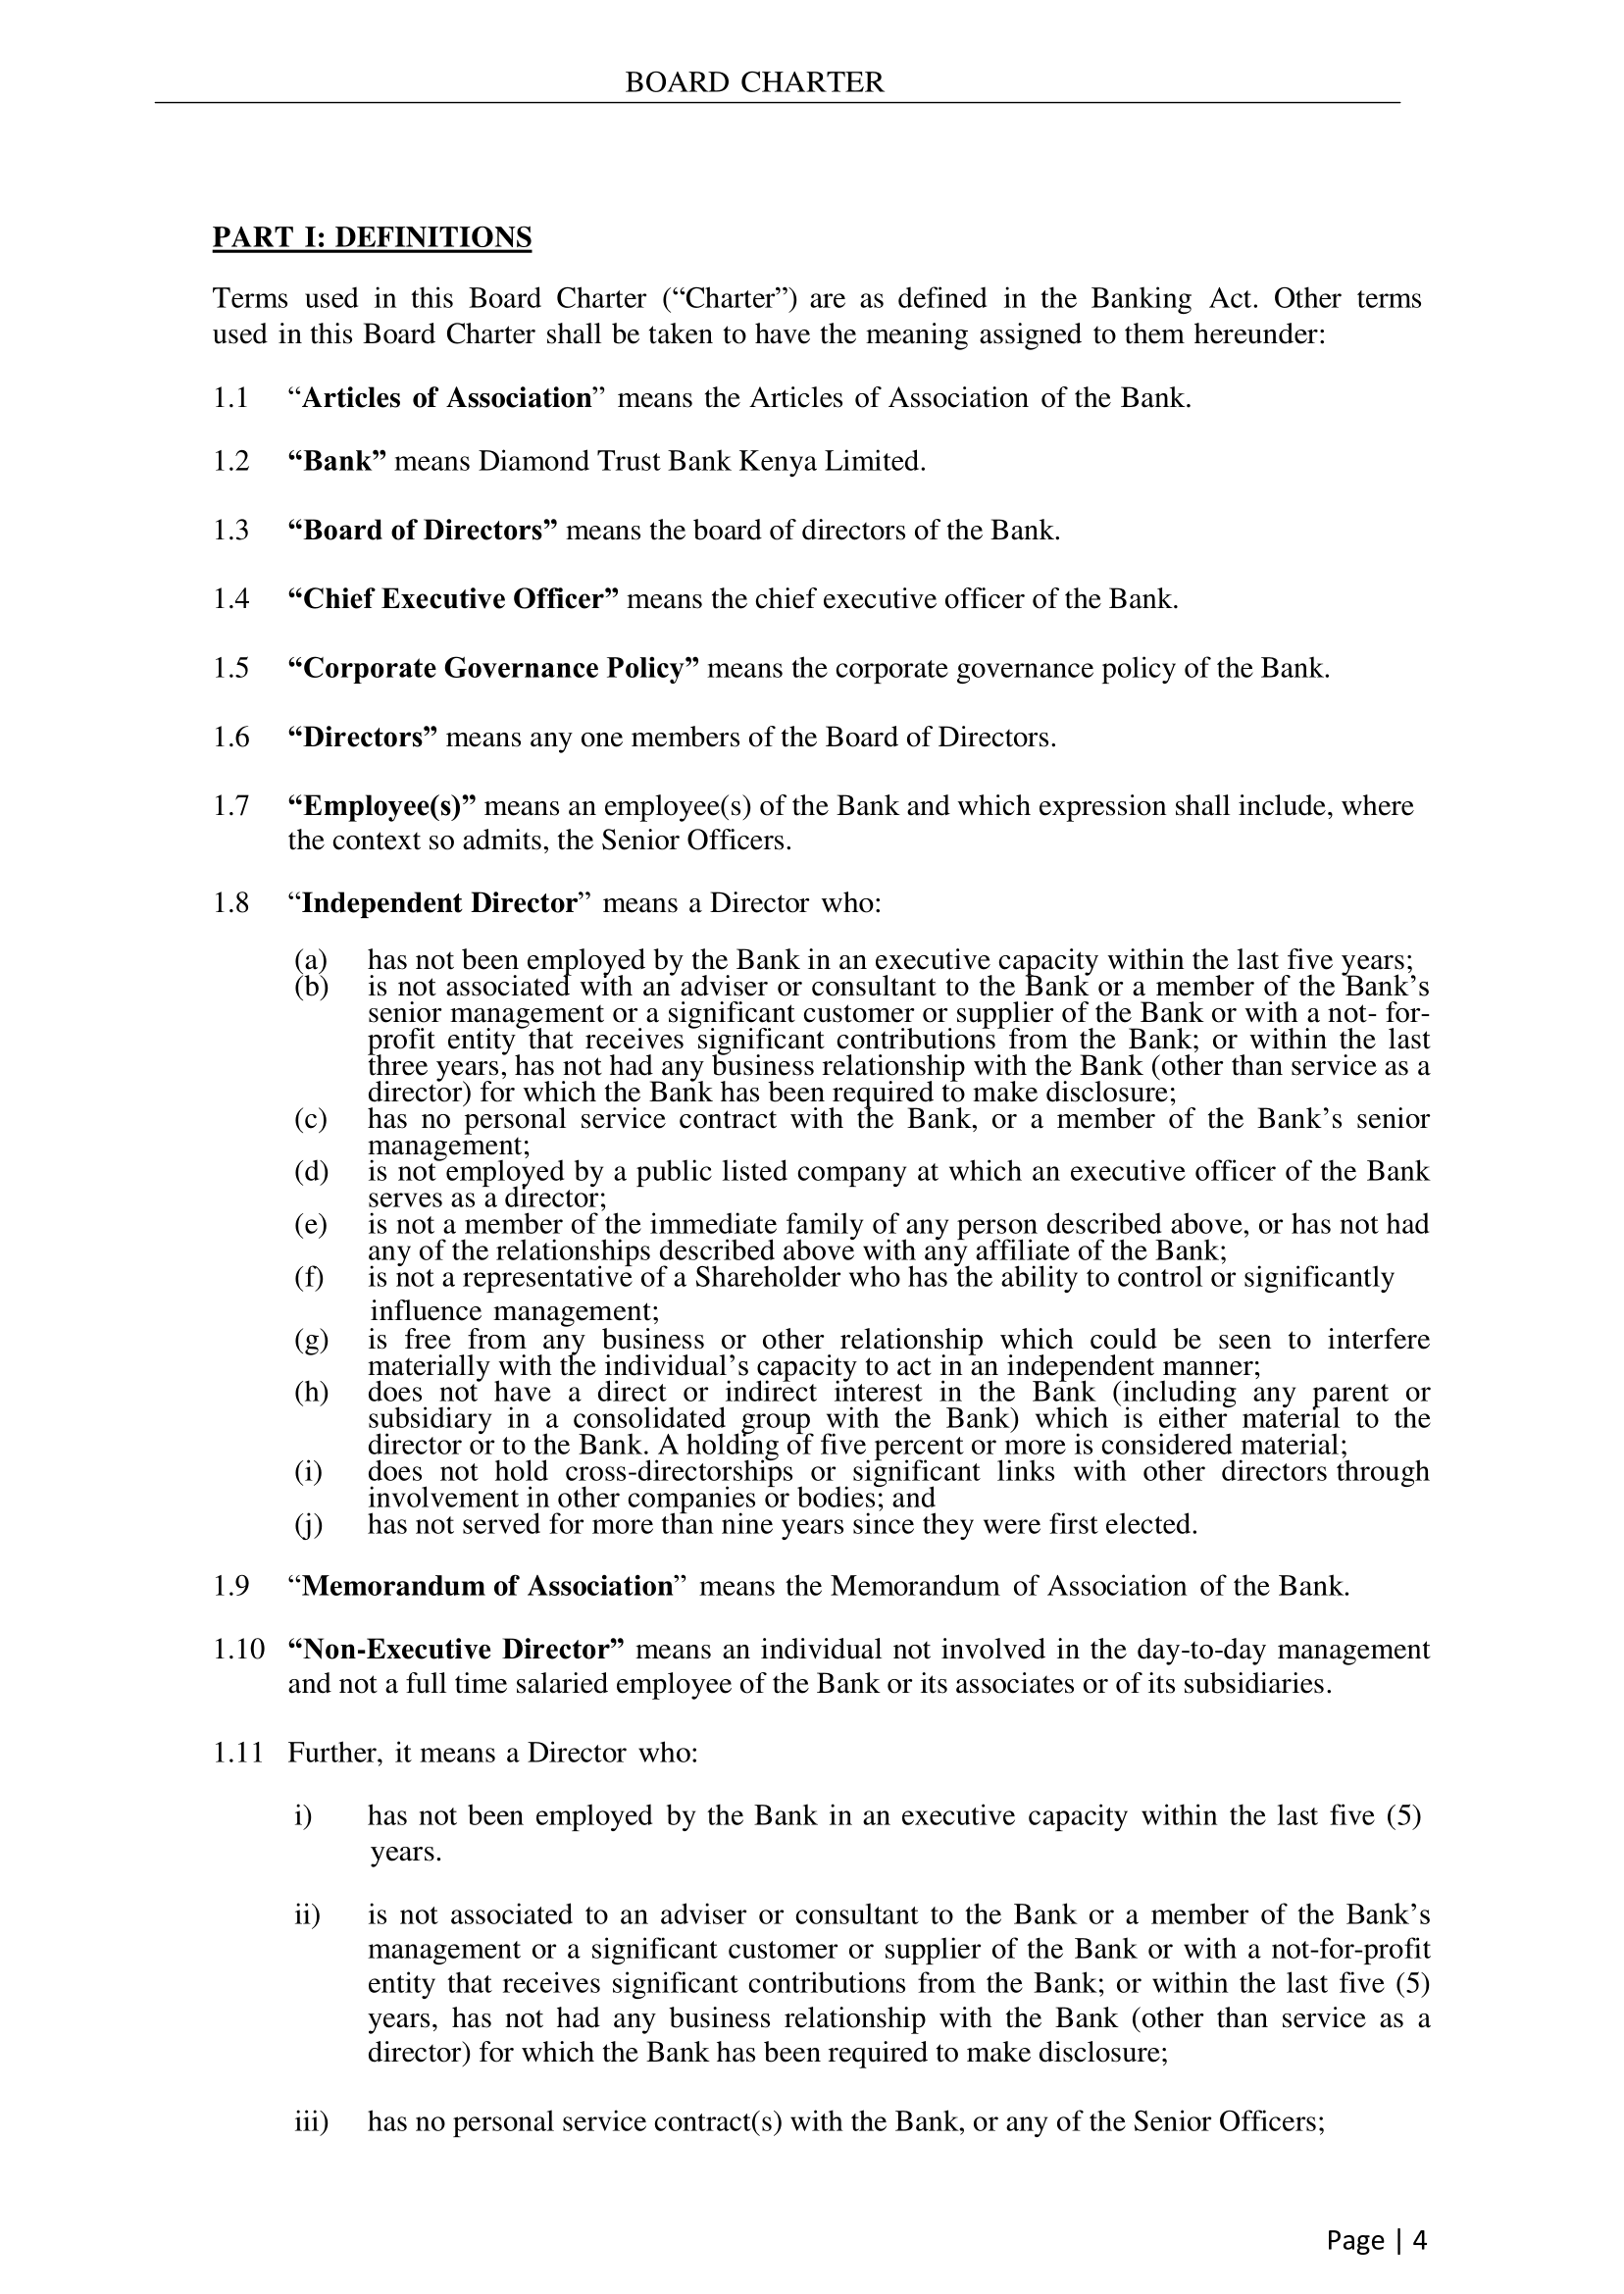 BOARD CHARTER
PART I: DEFINITIONS
Terms used in this Board Charter (“Charter”) are as defined in the Banking Act. Other terms
used in this Board Charter shall be taken to have the meaning assigned to them hereunder:
1.1 “Articles of Association” means the Articles of Association of the Bank.
1.2 “Bank” means Diamond Trust Bank Kenya Limited.
1.3 “Board of Directors” means the board of directors of the Bank.
1.4 “Chief Executive Officer” means the chief executive officer of the Bank.
1.5 “Corporate Governance Policy” means the corporate governance policy of the Bank.
1.6 “Directors” means any one members of the Board of Directors.
1.7 “Employee(s)” means an employee(s) of the Bank and which expression shall include, where
the context so admits, the Senior Officers.
1.8 “Independent Director” means a Director who:
(a) has not been employed by the Bank in an executive capacity within the last five years;
(b) is not associated with an adviser or consultant to the Bank or a member of the Bank’s
senior management or a significant customer or supplier of the Bank or with a not- for-
profit entity that receives significant contributions from the Bank; or within the last
three years, has not had any business relationship with the Bank (other than service as a
director) for which the Bank has been required to make disclosure;
(c) has no personal service contract with the Bank, or a member of the Bank’s senior
management;
(d) is not employed by a public listed company at which an executive officer of the Bank
serves as a director;
(e) is not a member of the immediate family of any person described above, or has not had
any of the relationships described above with any affiliate of the Bank;
(f) is not a representative of a Shareholder who has the ability to control or significantly
influence management;
(g) is free from any business or other relationship which could be seen to interfere
materially with the individual’s capacity to act in an independent manner;
(h) does not have a direct or indirect interest in the Bank (including any parent or
subsidiary in a consolidated group with the Bank) which is either material to the
director or to the Bank. A holding of five percent or more is considered material;
(i) does not hold cross-directorships or significant links with other directors through
involvement in other companies or bodies; and
(j) has not served for more than nine years since they were first elected.
1.9 “Memorandum of Association” means the Memorandum of Association of the Bank.
1.10 “Non-Executive Director” means an individual not involved in the day-to-day management
and not a full time salaried employee of the Bank or its associates or of its subsidiaries.
1.11 Further, it means a Director who:
i) has not been employed by the Bank in an executive capacity within the last five (5)
years.
ii) is not associated to an adviser or consultant to the Bank or a member of the Bank’s
management or a significant customer or supplier of the Bank or with a not-for-profit
entity that receives significant contributions from the Bank; or within the last five (5)
years, has not had any business relationship with the Bank (other than service as a
director) for which the Bank has been required to make disclosure;
iii) has no personal service contract(s) with the Bank, or any of the Senior Officers;
Page | 4